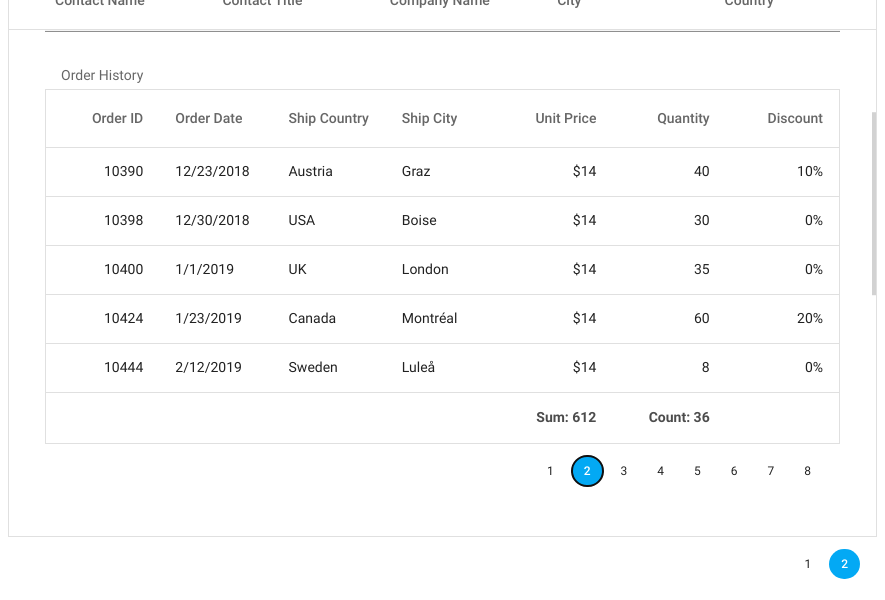 Contact Name Contact Title Company Name City Country
Order History
Order ID Order Date Ship Country Ship City Unit Price Quantity Discount
10390 12/23/2018 Austria Graz $14 40 10%
10398 12/30/2018 USA Boise $14 30 0%
10400 1/1/2019 UK London $14 35 0%
10424 1/23/2019 Canada Montréal $14 60 20%
10444 2/12/2019 Sweden Luleå $14 8 0%
Sum: 612 Count: 36
1 2 3 4 5 6 7 8
1 2